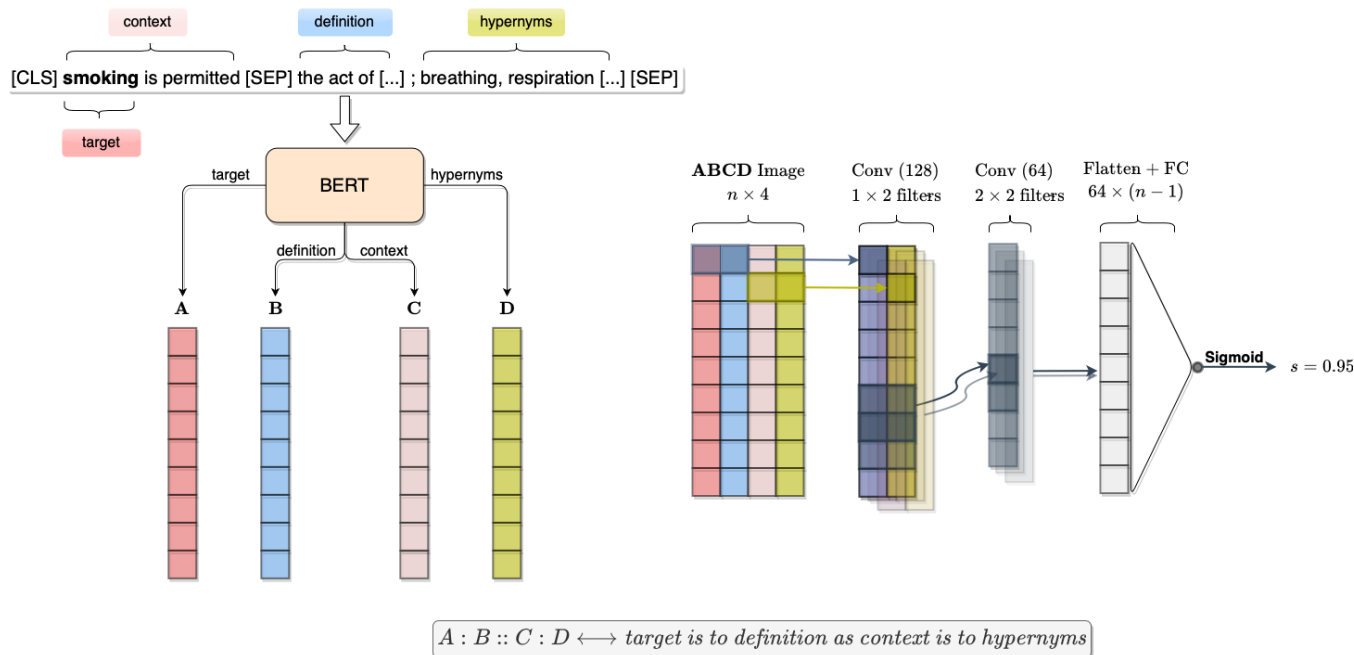 context
definition
hypernyms
[CLS] smoking is permitted [SEP] the act of [...] ; breathing, respiration [...] [SEP]
target
BERT
target
hypernyms
definition
context
A
B
C
D
ABCD Image
n × 4
Conv (128)
1 × 2 filters
Conv (64)
2 × 2 filters
Flatten + FC
64 × (n − 1)
Sigmoid
s = 0.95
A : B :: C : D ⟷ target is to definition as context is to hypernyms